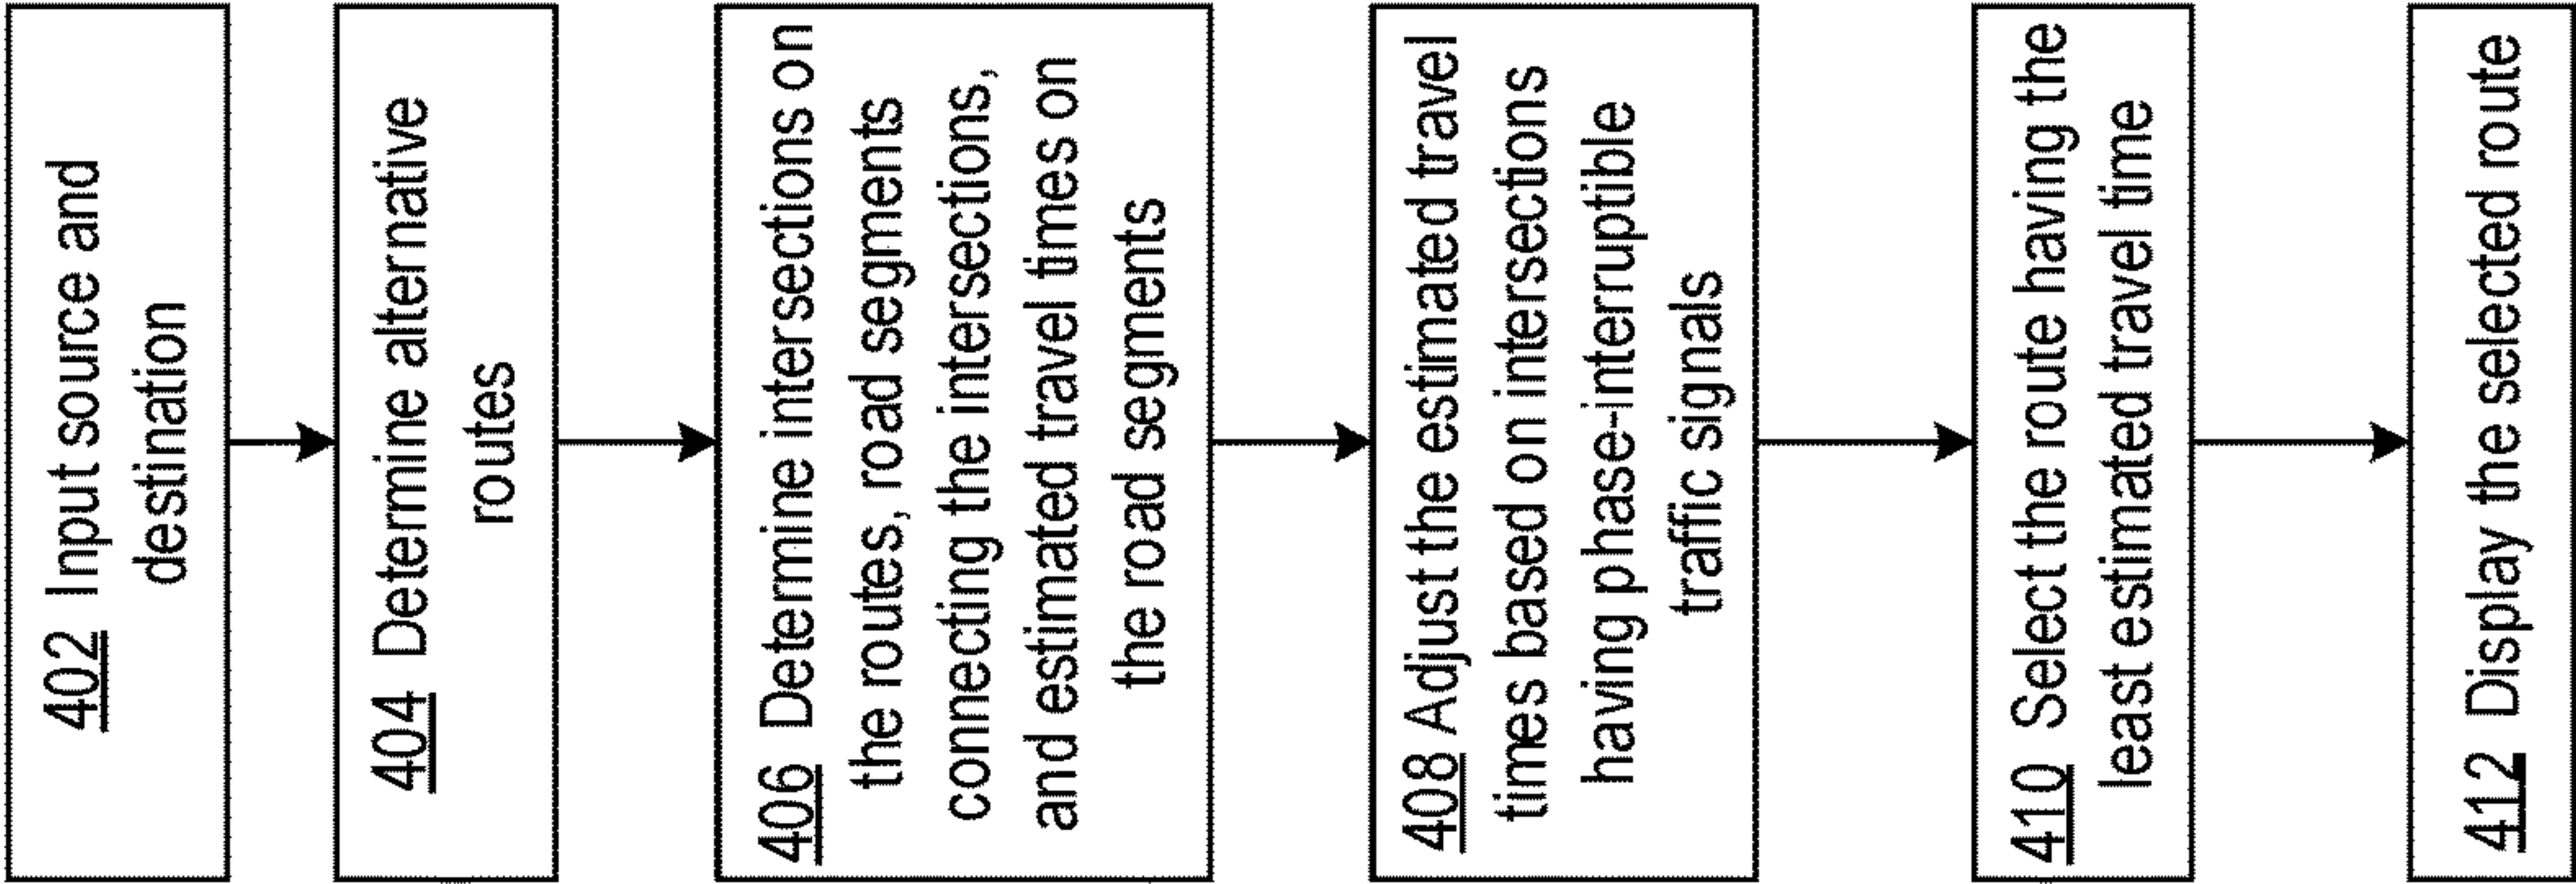 402 Input source and
destination
404 Determine alternative
routes
406 Determine intersections on
the routes, road segments
connecting the intersections,
and estimated travel times on
the road segments
408 Adjust the estimated travel
times based on intersections
having phase-interruptible
traffic signals
410 Select the route having the
least estimated travel time
412 Display the selected route